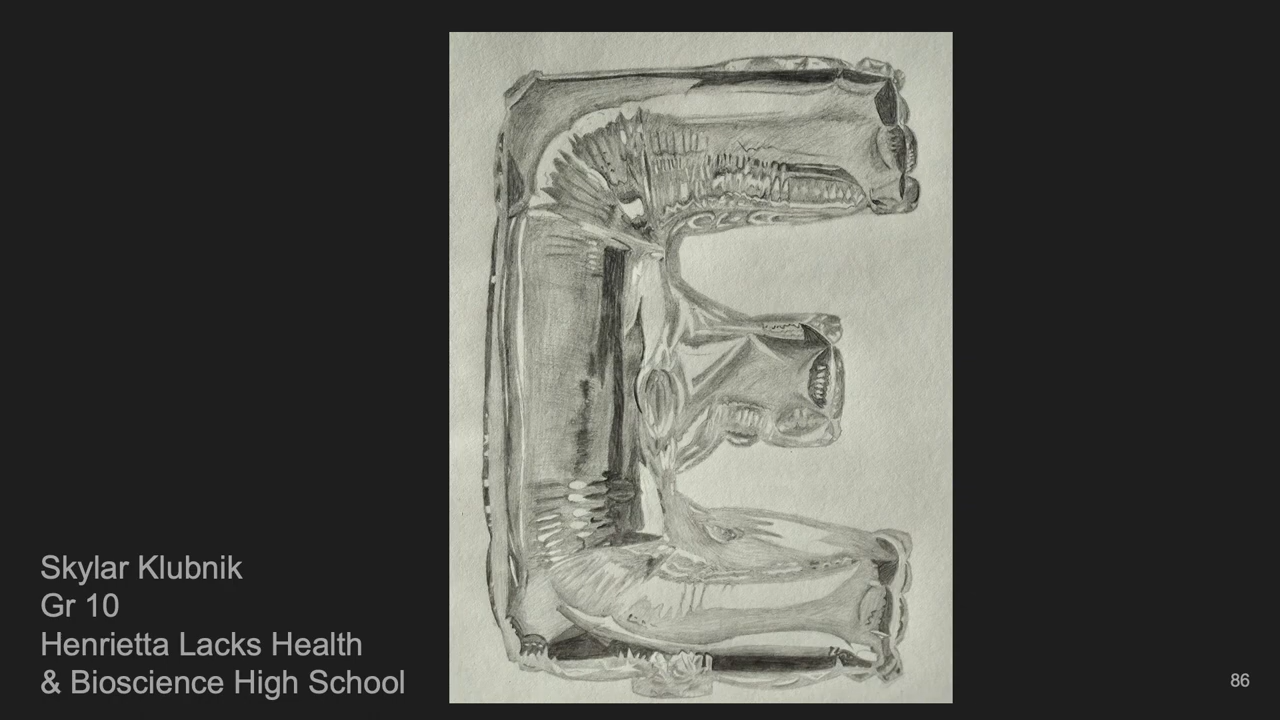 Skylar Klubnik
Gr 10
Henrietta Lacks Health
& Bioscience High School
E
86